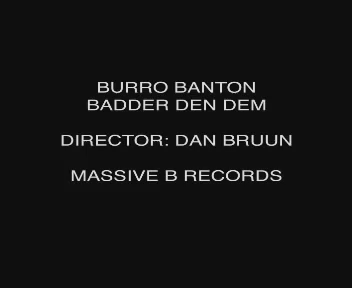 BURRO BANTON
BADDER DEN DEM
DIRECTOR: DAN BRUUN
MASSIVE B RECORDS